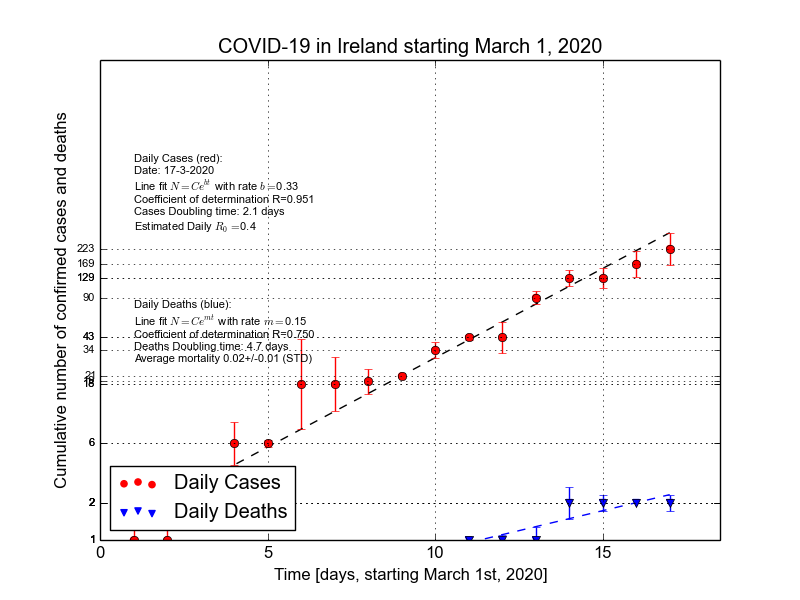 COVID-19 in Ireland starting March 1, 2020
Cumulative number of confirmed cases and deaths
Daily Cases (red):
Date: 17-3-2020
Line fit N=Ce^{bt} with rate b=0.33
Coefficient of determination R=0.951
Cases Doubling time: 2.1 days
Estimated Daily R_0=0.4
223
169
129
90
Daily Deaths (blue):
Line fit N=Ce^{mt} with rate m=0.15
Coefficient of determination R=0.750
Deaths Doubling time: 4.7 days
Average mortality 0.02+/-0.01 (STD)
43
34
21
18
6
2
1
Daily Cases
Daily Deaths
0 5 10 15
Time [days, starting March 1st, 2020]